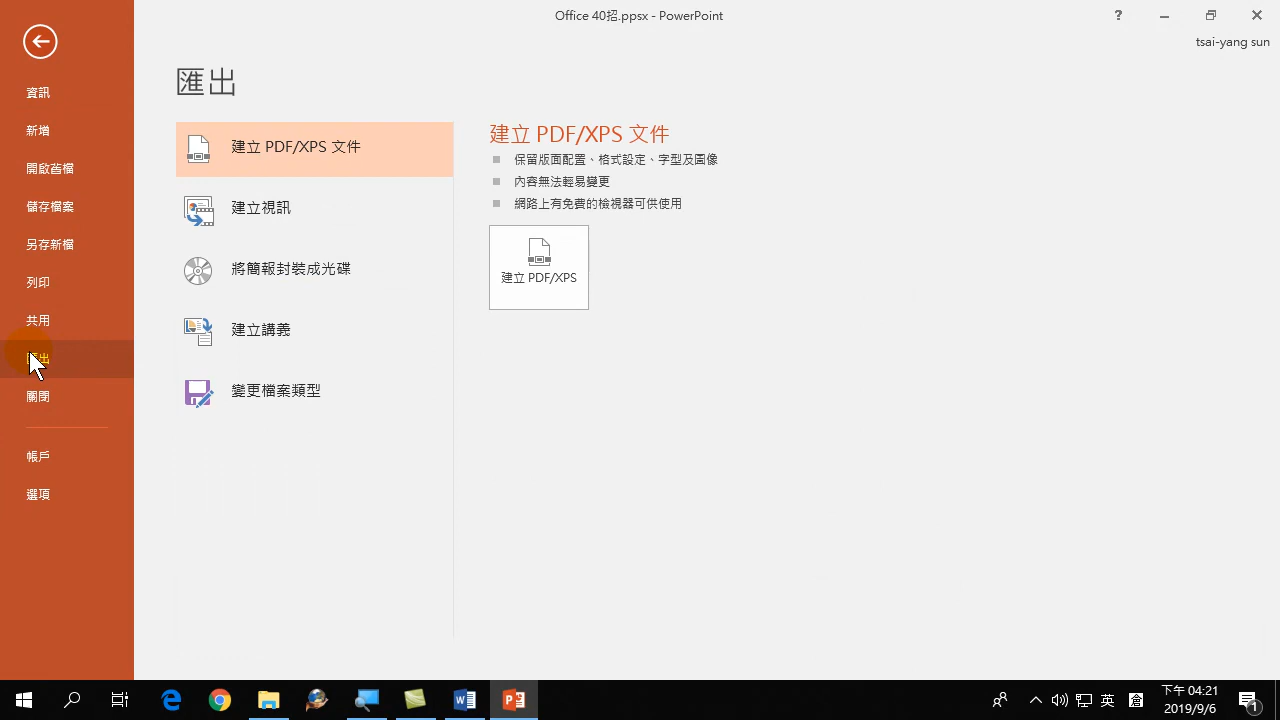 Office 40招.ppsx - PowerPoint
?
tsai-yang sun
資訊
新增
開啟舊檔
儲存檔案
另存新檔
列印
共用
匯出
關閉
帳戶
選項
匯出
建立 PDF/XPS 文件
建立視訊
將簡報封裝成光碟
建立講義
變更檔案類型
建立 PDF/XPS 文件
保留版面配置、格式設定、字型及圖像
內容無法輕易變更
網路上有免費的檢視器可供使用
建立 PDF/XPS
英
下午 04:21
2019/9/6
1